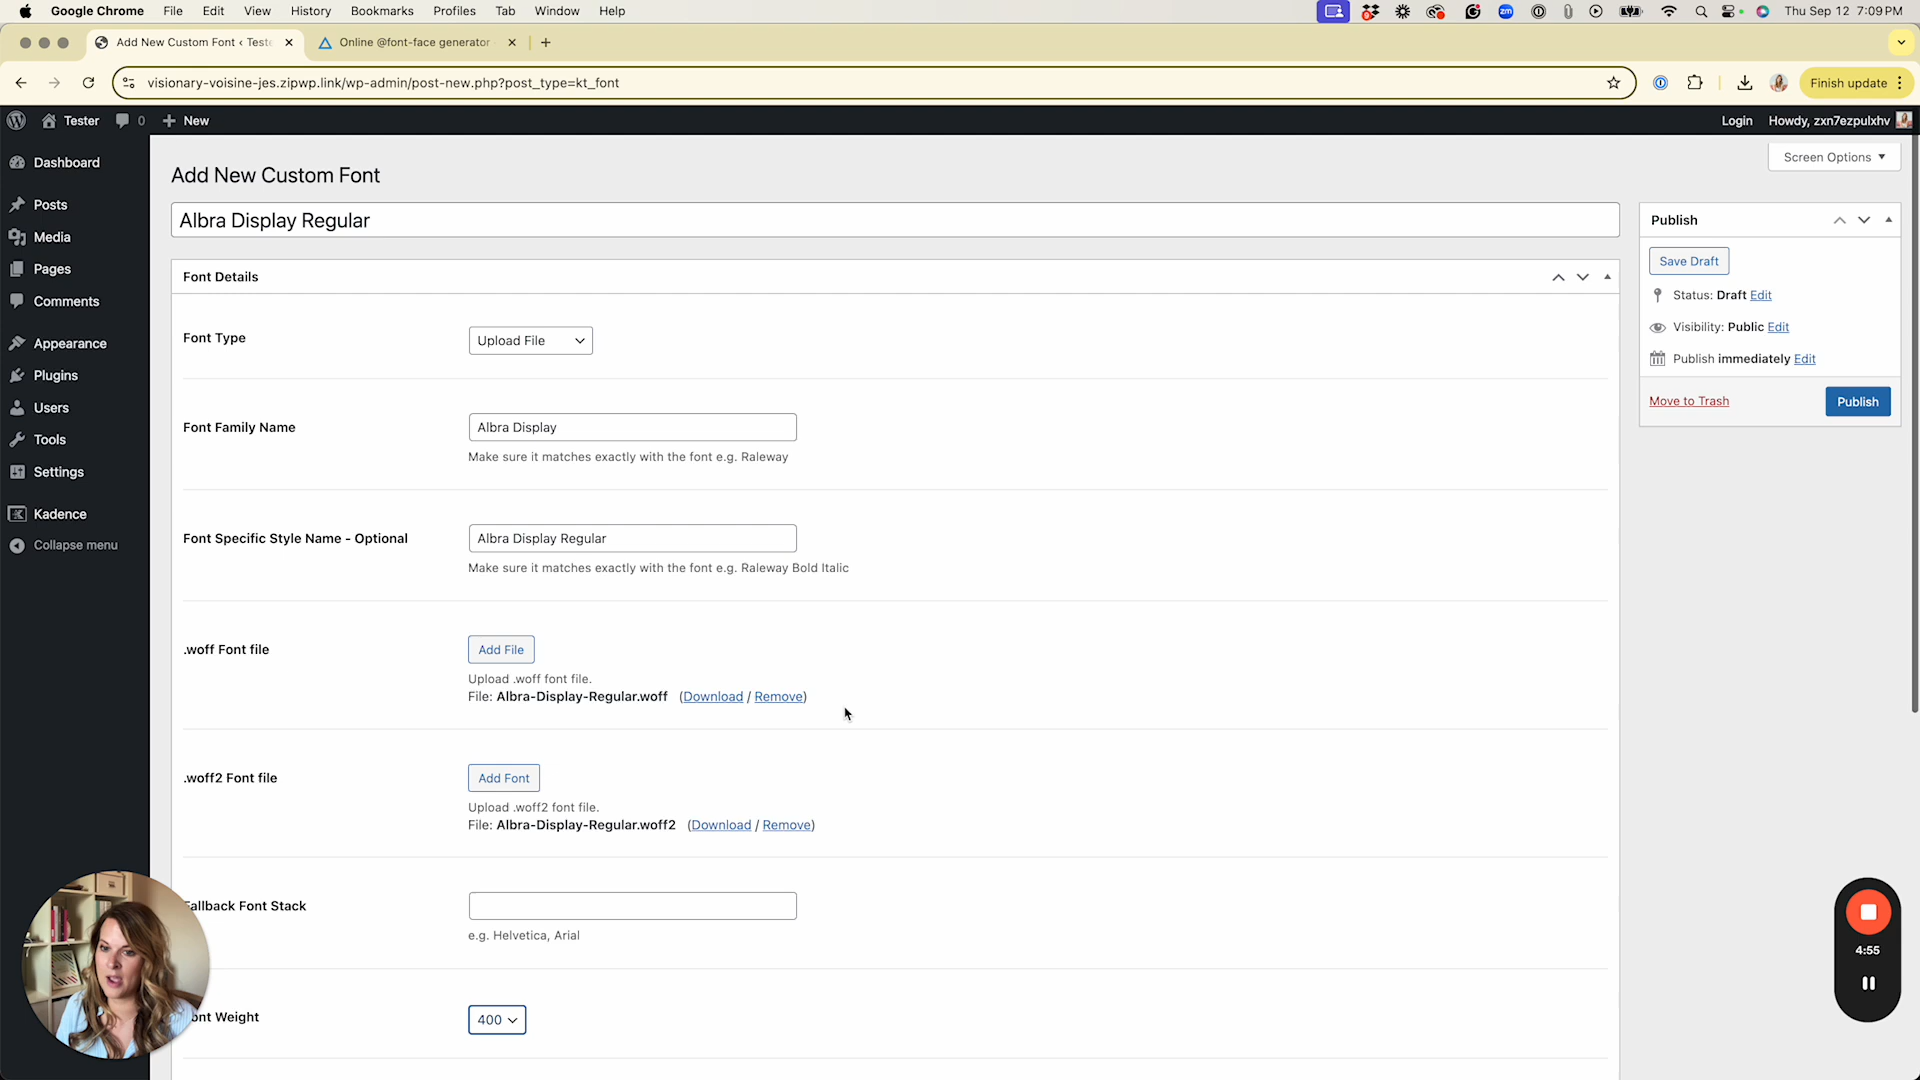 Google Chrome File Edit View History Bookmarks Profiles Tab Window Help
zm
Thu Sep 12 7:09 PM
Add New Custom Font ‹ Teste
Online @font-face generator
visionary-voisine-jes.zipwp.link/wp-admin/post-new.php?post_type=kt_font
Finish update
Tester 0 New
Login Howdy, zxn7ezpulxhv
Dashboard
Posts
Media
Pages
Comments
Appearance
Plugins
Users
Tools
Settings
Kadence
Collapse menu
Screen Options
Add New Custom Font
Albra Display Regular
Font Details
Font Type
Upload File
Font Family Name
Albra Display
Make sure it matches exactly with the font e.g. Raleway
Font Specific Style Name - Optional
Albra Display Regular
Make sure it matches exactly with the font e.g. Raleway Bold Italic
.woff Font file
Add File
Upload .woff font file.
File: Albra-Display-Regular.woff (Download / Remove)
.woff2 Font file
Add Font
Upload .woff2 font file.
File: Albra-Display-Regular.woff2 (Download / Remove)
Fallback Font Stack
e.g. Helvetica, Arial
ont Weight
400
Publish
Save Draft
Status: Draft Edit
Visibility: Public Edit
Publish immediately Edit
Move to Trash
Publish
4:55